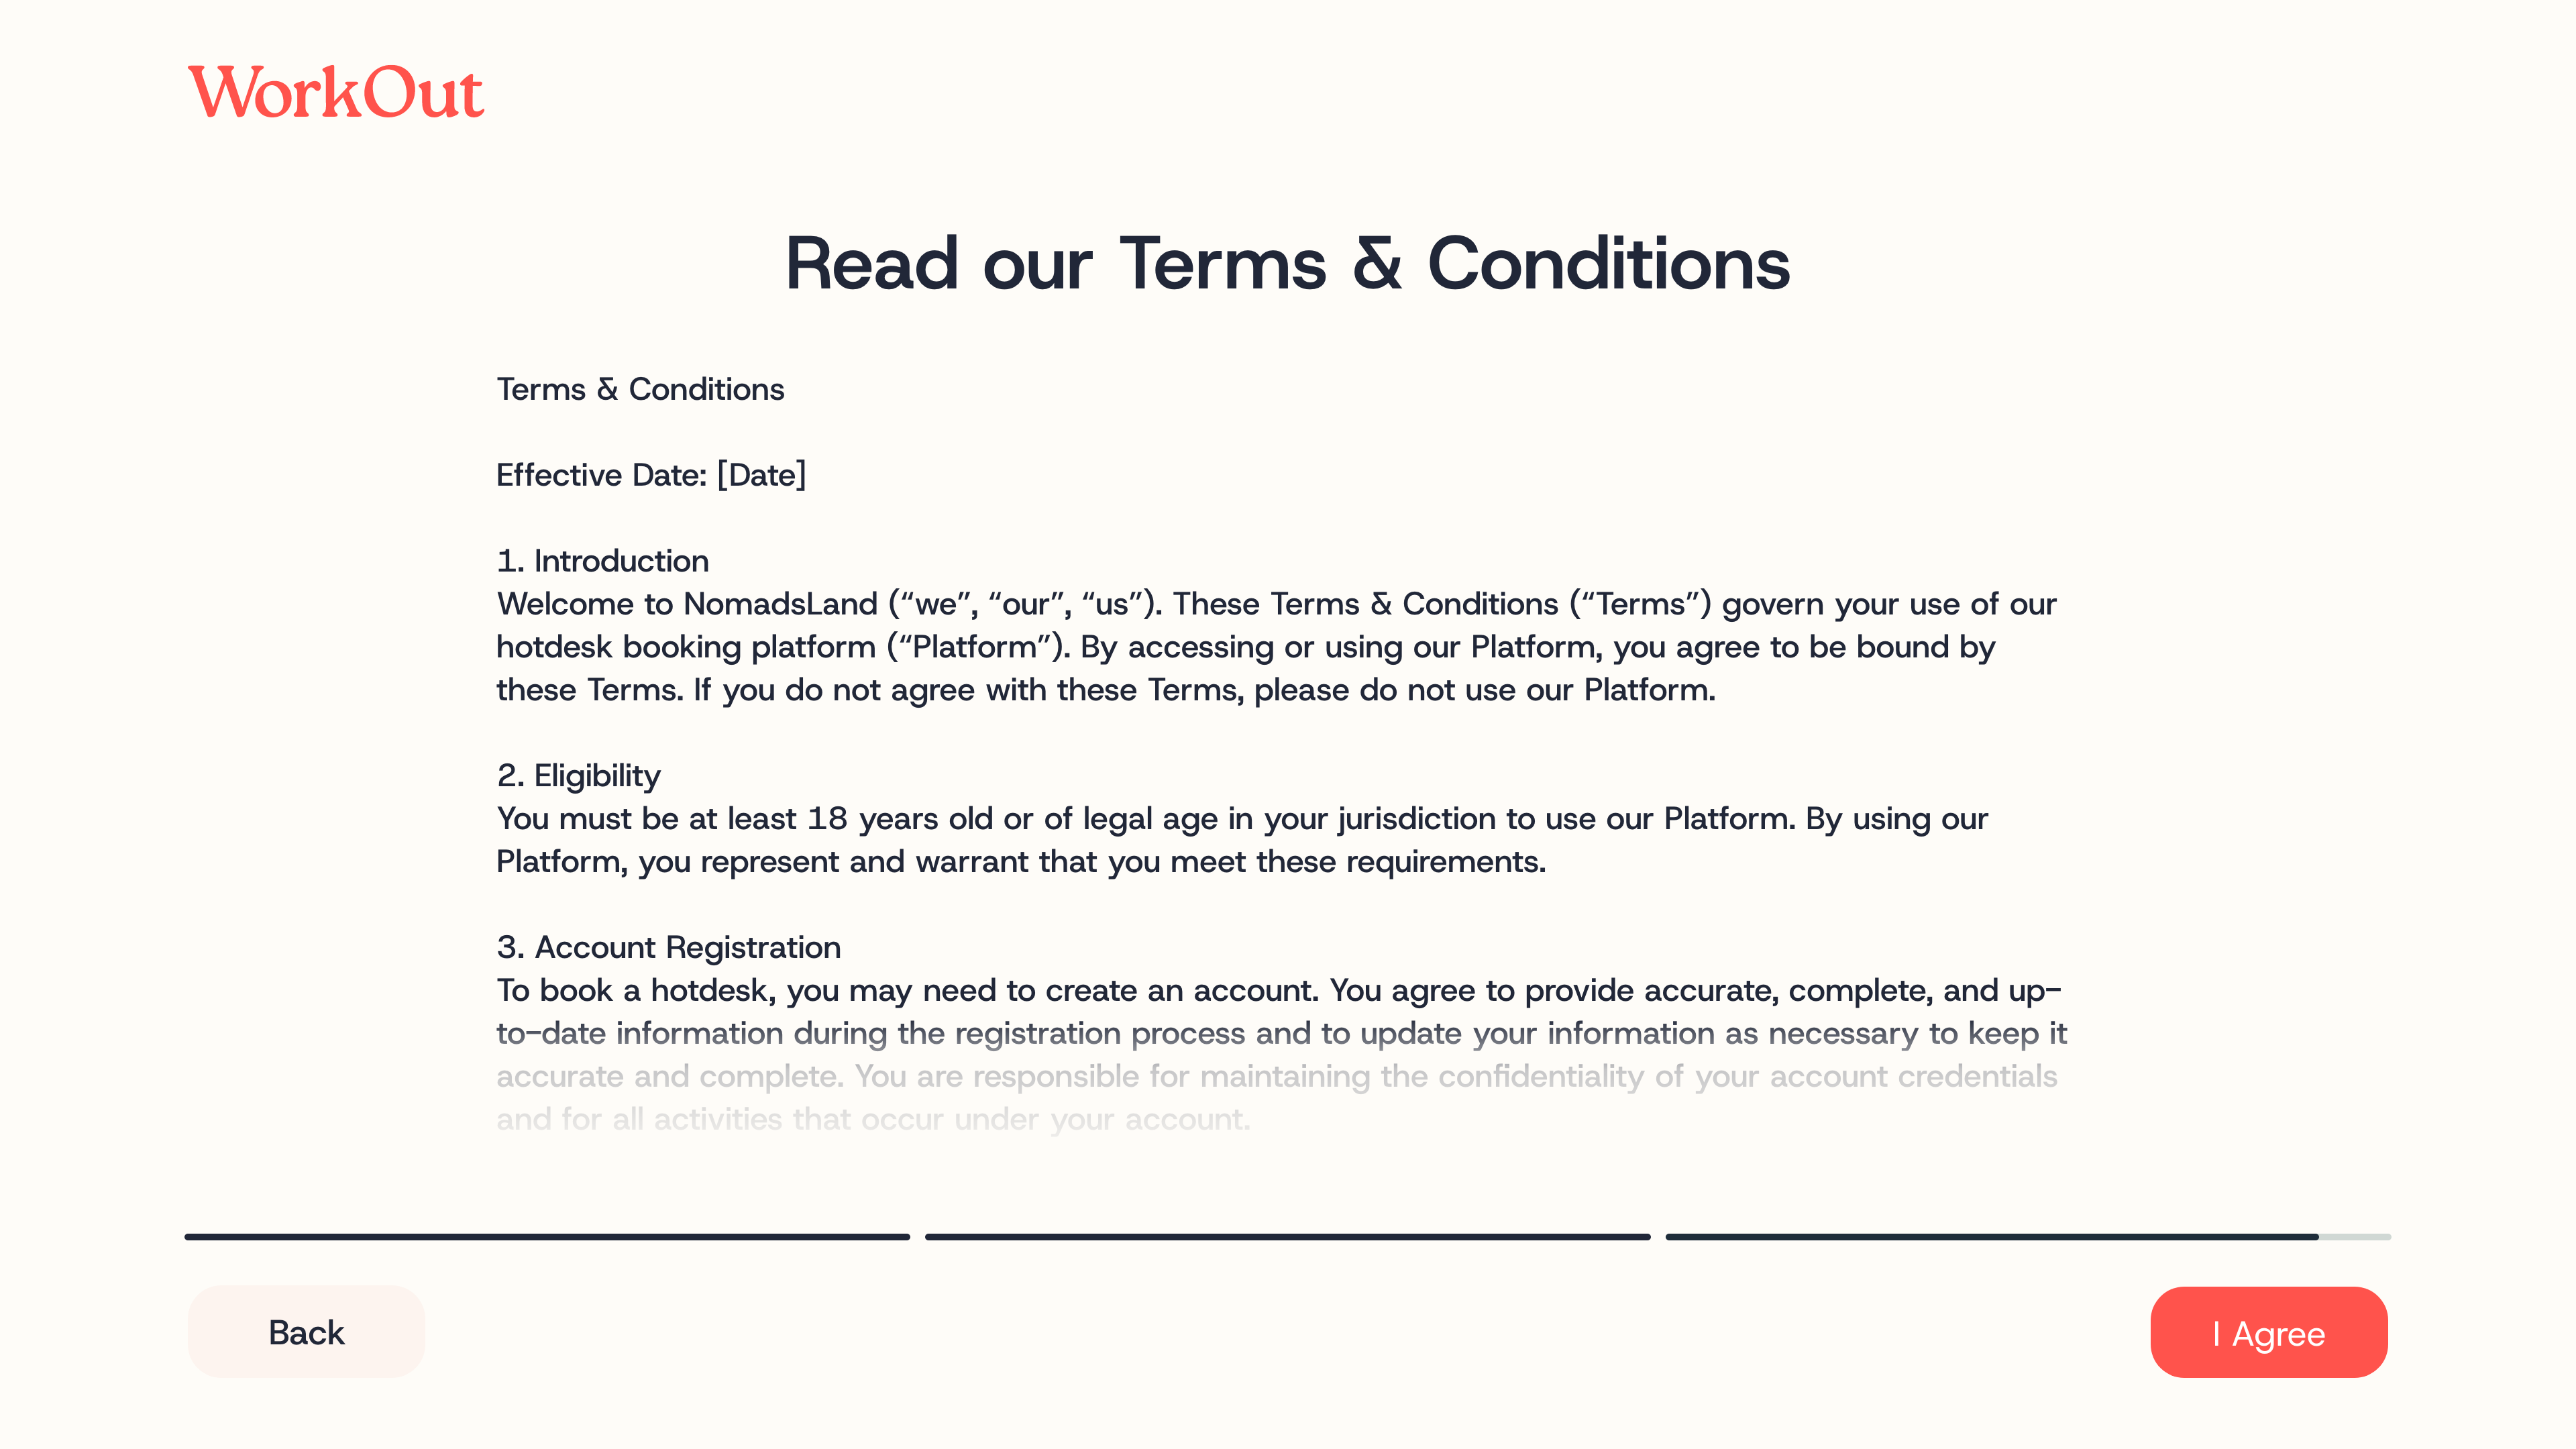 WorkOut
Read our Terms & Conditions
Terms & Conditions
Effective Date: [Date]
1. Introduction
Welcome to NomadsLand (“we”, “our”, “us”). These Terms & Conditions (“Terms”) govern your use of our
hotdesk booking platform (“Platform”). By accessing or using our Platform, you agree to be bound by
these Terms. If you do not agree with these Terms, please do not use our Platform.
2. Eligibility
You must be at least 18 years old or of legal age in your jurisdiction to use our Platform. By using our
Platform, you represent and warrant that you meet these requirements.
3. Account Registration
To book a hotdesk, you may need to create an account. You agree to provide accurate, complete, and up-
to-date information during the registration process and to update your information as necessary to keep it
accurate and complete. You are responsible for maintaining the confidentiality of your account credentials
and for all activities that occur under your account.
Back
I Agree